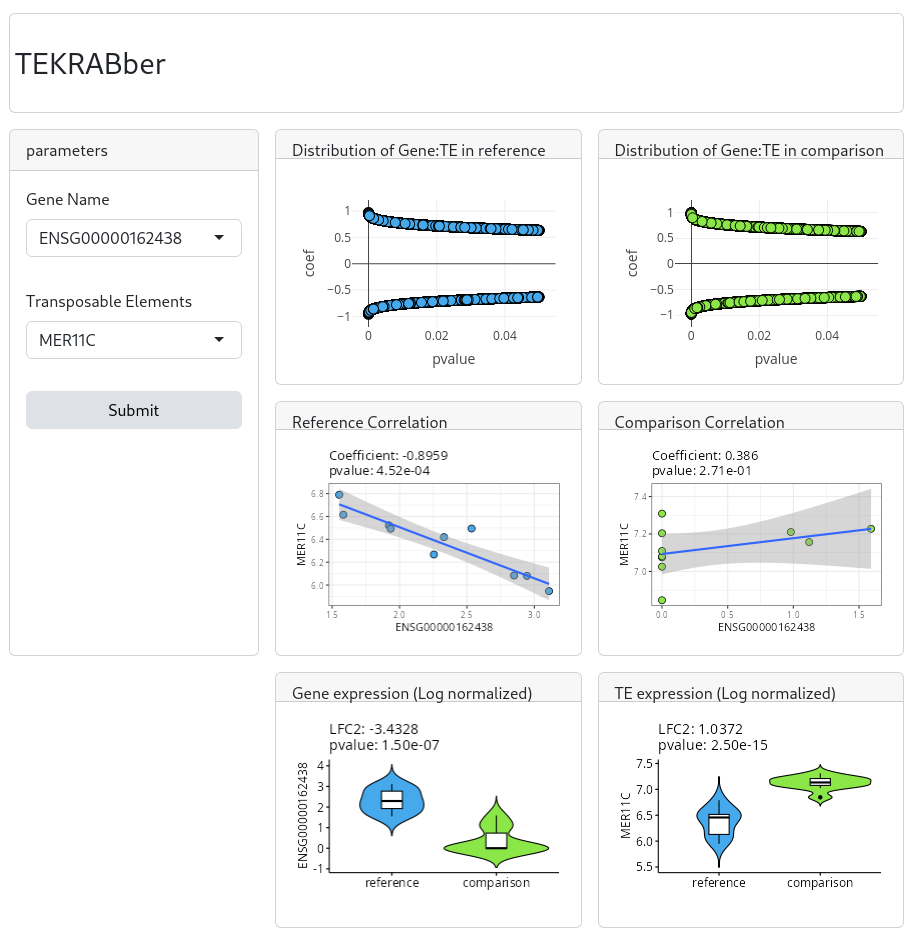 TEKRABber
parameters
Gene Name
ENSG00000162438
Transposable Elements
MER11C
Submit
Distribution of Gene:TE in reference
1
0.5
0
−0.5
−1
0
0.02
0.04
coef
pvalue
Distribution of Gene:TE in comparison
1
0.5
0
−0.5
−1
0
0.02
0.04
coef
pvalue
Reference Correlation
Coefficient: -0.8959
pvalue: 4.52e-04
6.8
6.6
6.4
6.2
6.0
1.5
2.0
2.5
3.0
MER11C
ENSG00000162438
Comparison Correlation
Coefficient: 0.386
pvalue: 2.71e-01
7.4
7.2
7.0
0.0
0.5
1.0
1.5
MER11C
ENSG00000162438
Gene expression (Log normalized)
LFC2: -3.4328
pvalue: 1.50e-07
4
3
2
1
0
-1
ENSG00000162438
reference
comparison
TE expression (Log normalized)
LFC2: 1.0372
pvalue: 2.50e-15
7.5
7.0
6.5
6.0
5.5
MER11C
reference
comparison